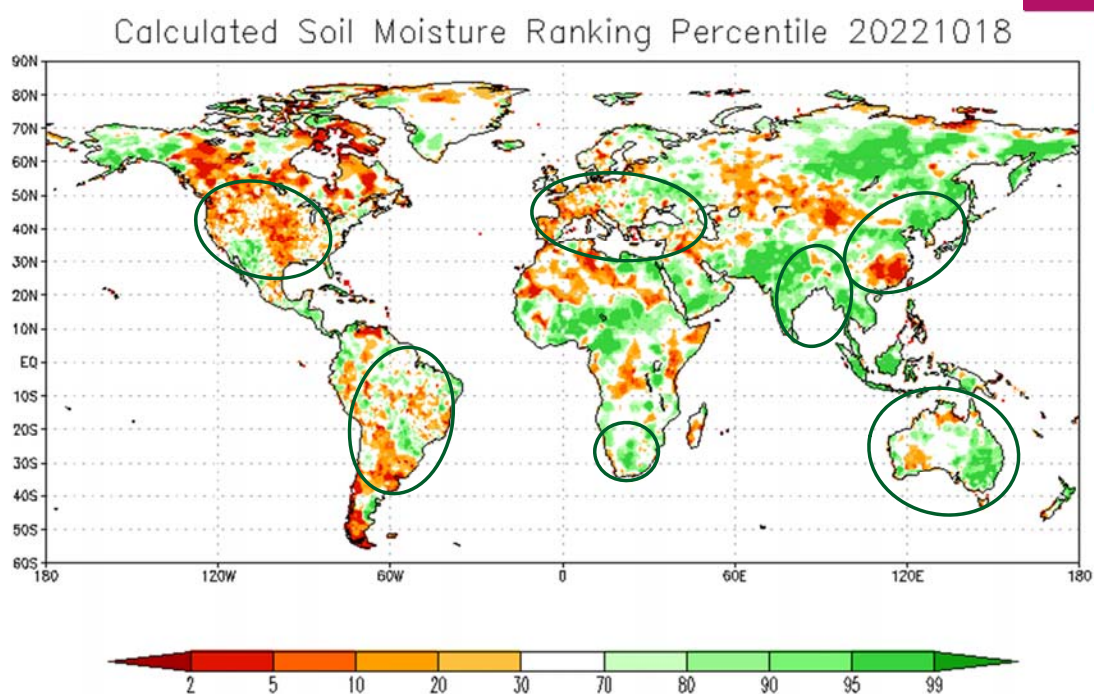 Calculated Soil Moisture Ranking Percentile 20221018
90N
80N
70N
60N
50N
40N
30N
20N
10N
EQ
10S
20S
30S
40S
50S
60S
180 120W 60W 0 60E 120E 180
2 5 10 20 30 70 80 90 95 99